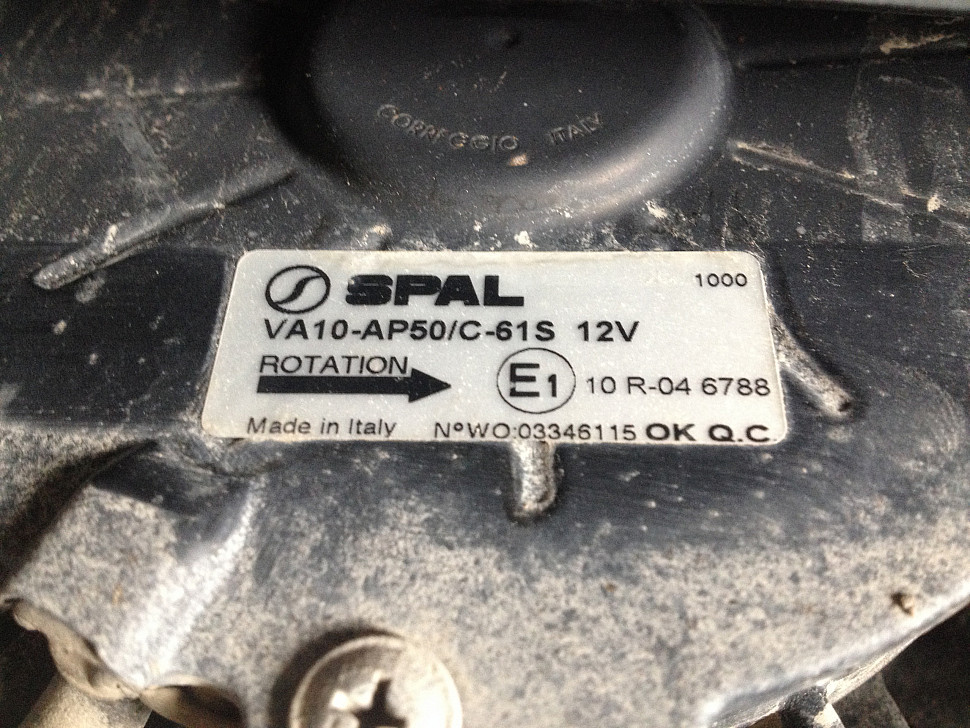 CORREGGIO ITALY
SPAL 1000
VA10-AP50/C-61S 12V
ROTATION
E1 10 R-04 6788
Made in Italy N°WO:03346115 OK Q.C